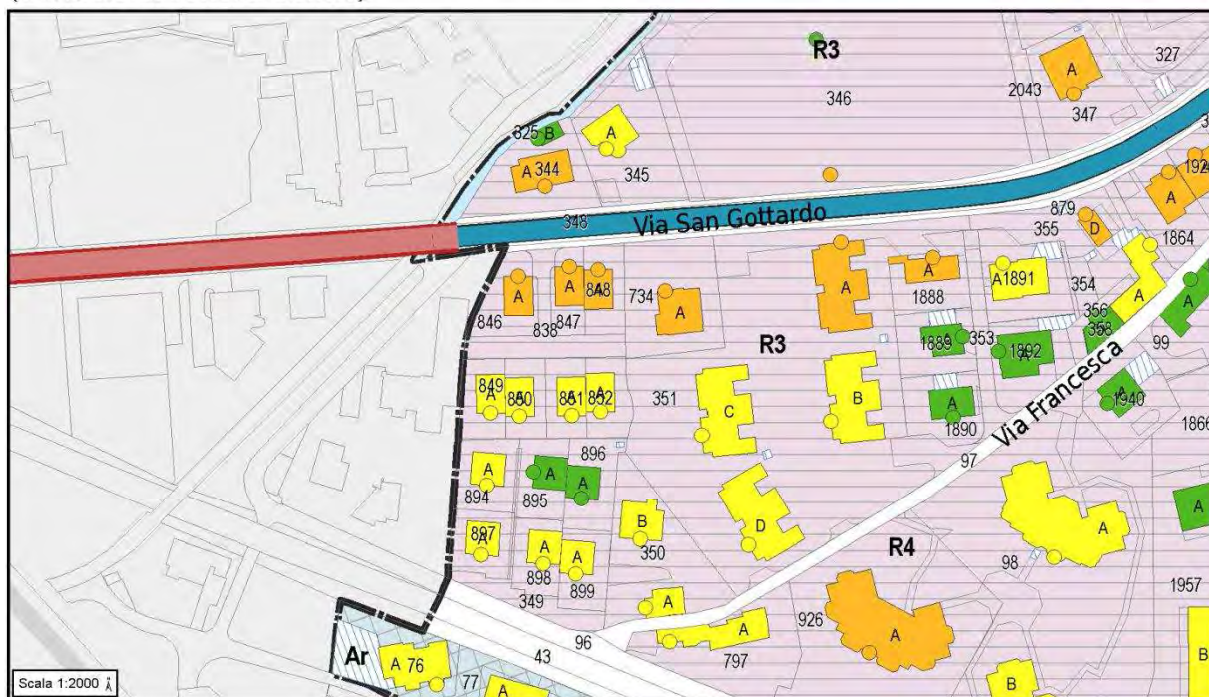 R3
327
A
346
2043
347
325 B
A
A 344
345
348
Via San Gottardo
879
355
D
A
1864
A
A
A
848
734
A
A
A
1888
A 1891
354
846
838
847
R3
356
358
A
99
1889
353
1892
A
Via Francesca
849
A
850
851
A
852
351
C
B
A
1890
A
1940
1866
97
896
A
894
895
A
A
B
350
D
R4
A
98
A
897
A
898
A
899
349
A
A
926
A
1957
96
797
B
Ar
A 76
77
43
A
B
Scala 1:2000